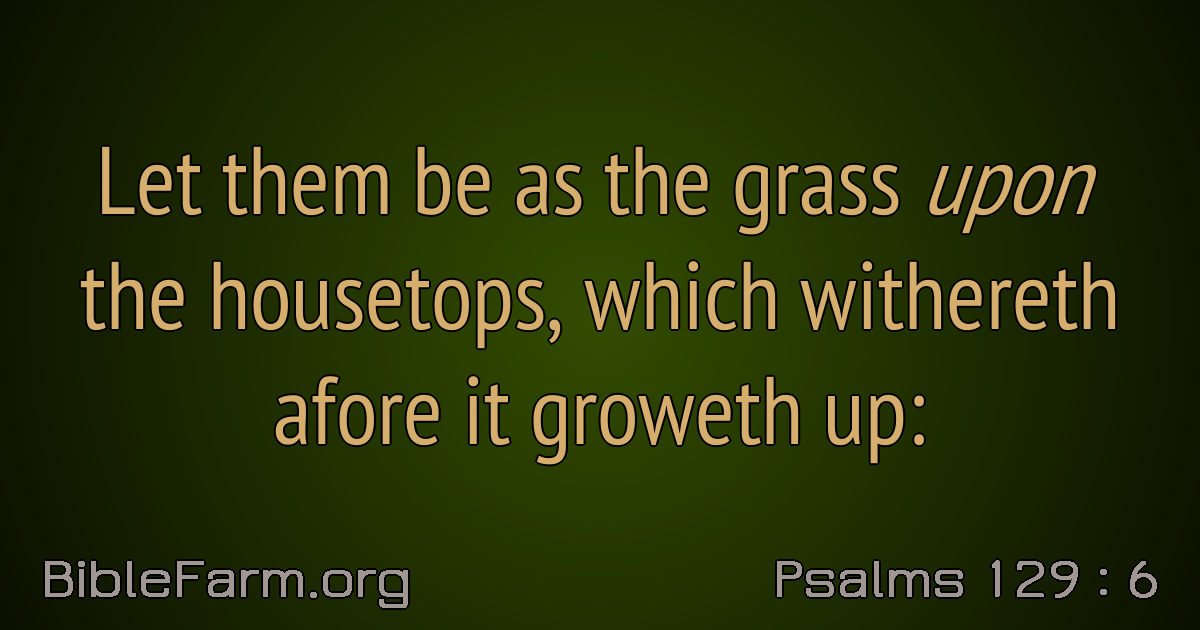 Let them be as the grass upon
the housetops, which withereth
afore it groweth up:
BibleFarm.org
Psalms 129 : 6